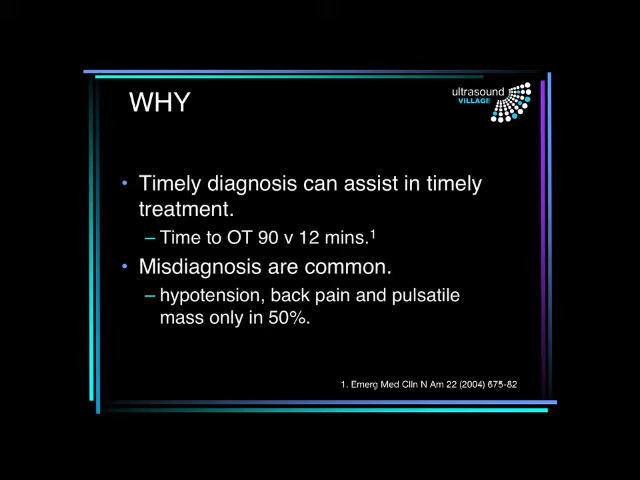 ultrasound
VILLAGE
WHY
• Timely diagnosis can assist in timely
treatment.
– Time to OT 90 v 12 mins.¹
• Misdiagnosis are common.
– hypotension, back pain and pulsatile
mass only in 50%.
1. Emerg Med Clin N Am 22 (2004) 675-82